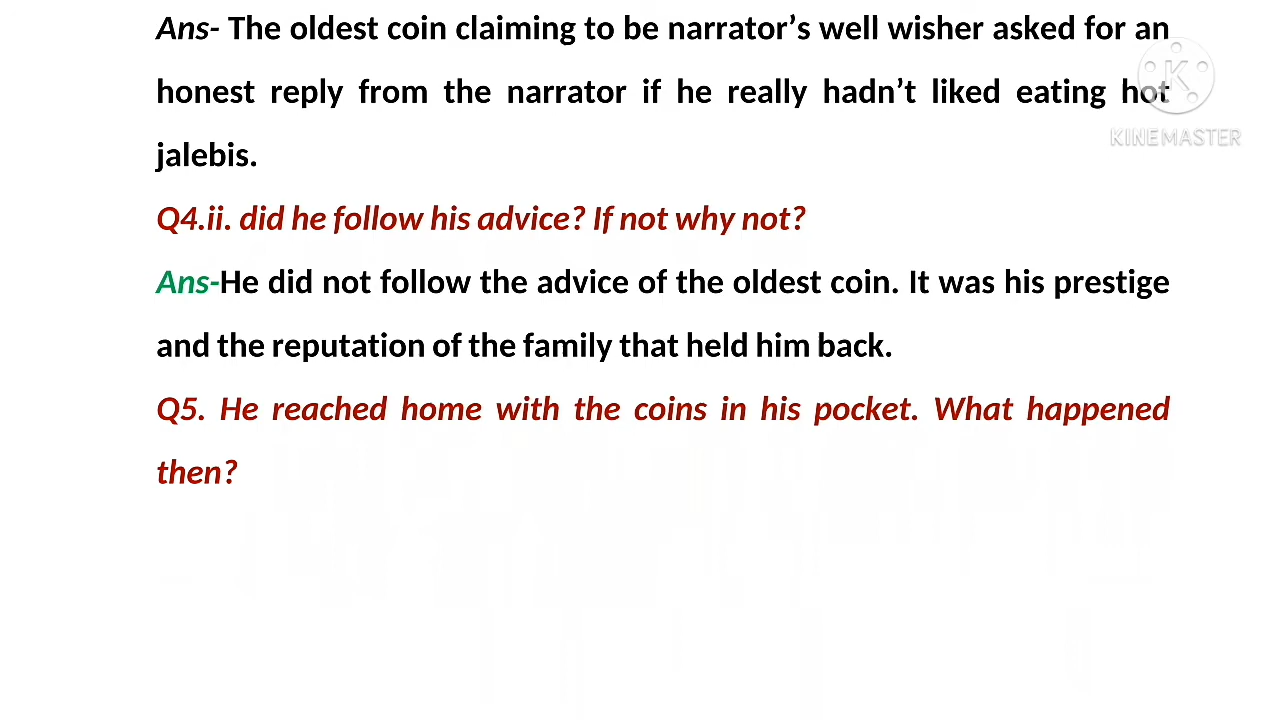 Ans- The oldest coin claiming to be narrator's well wisher asked for an
honest reply from the narrator if he really hadn't liked eating hot
jalebis.
Q4.ii. did he follow his advice? If not why not?
Ans-He did not follow the advice of the oldest coin. It was his prestige
and the reputation of the family that held him back.
Q5. He reached home with the coins in his pocket. What happened
then?
K
KINEMASTER